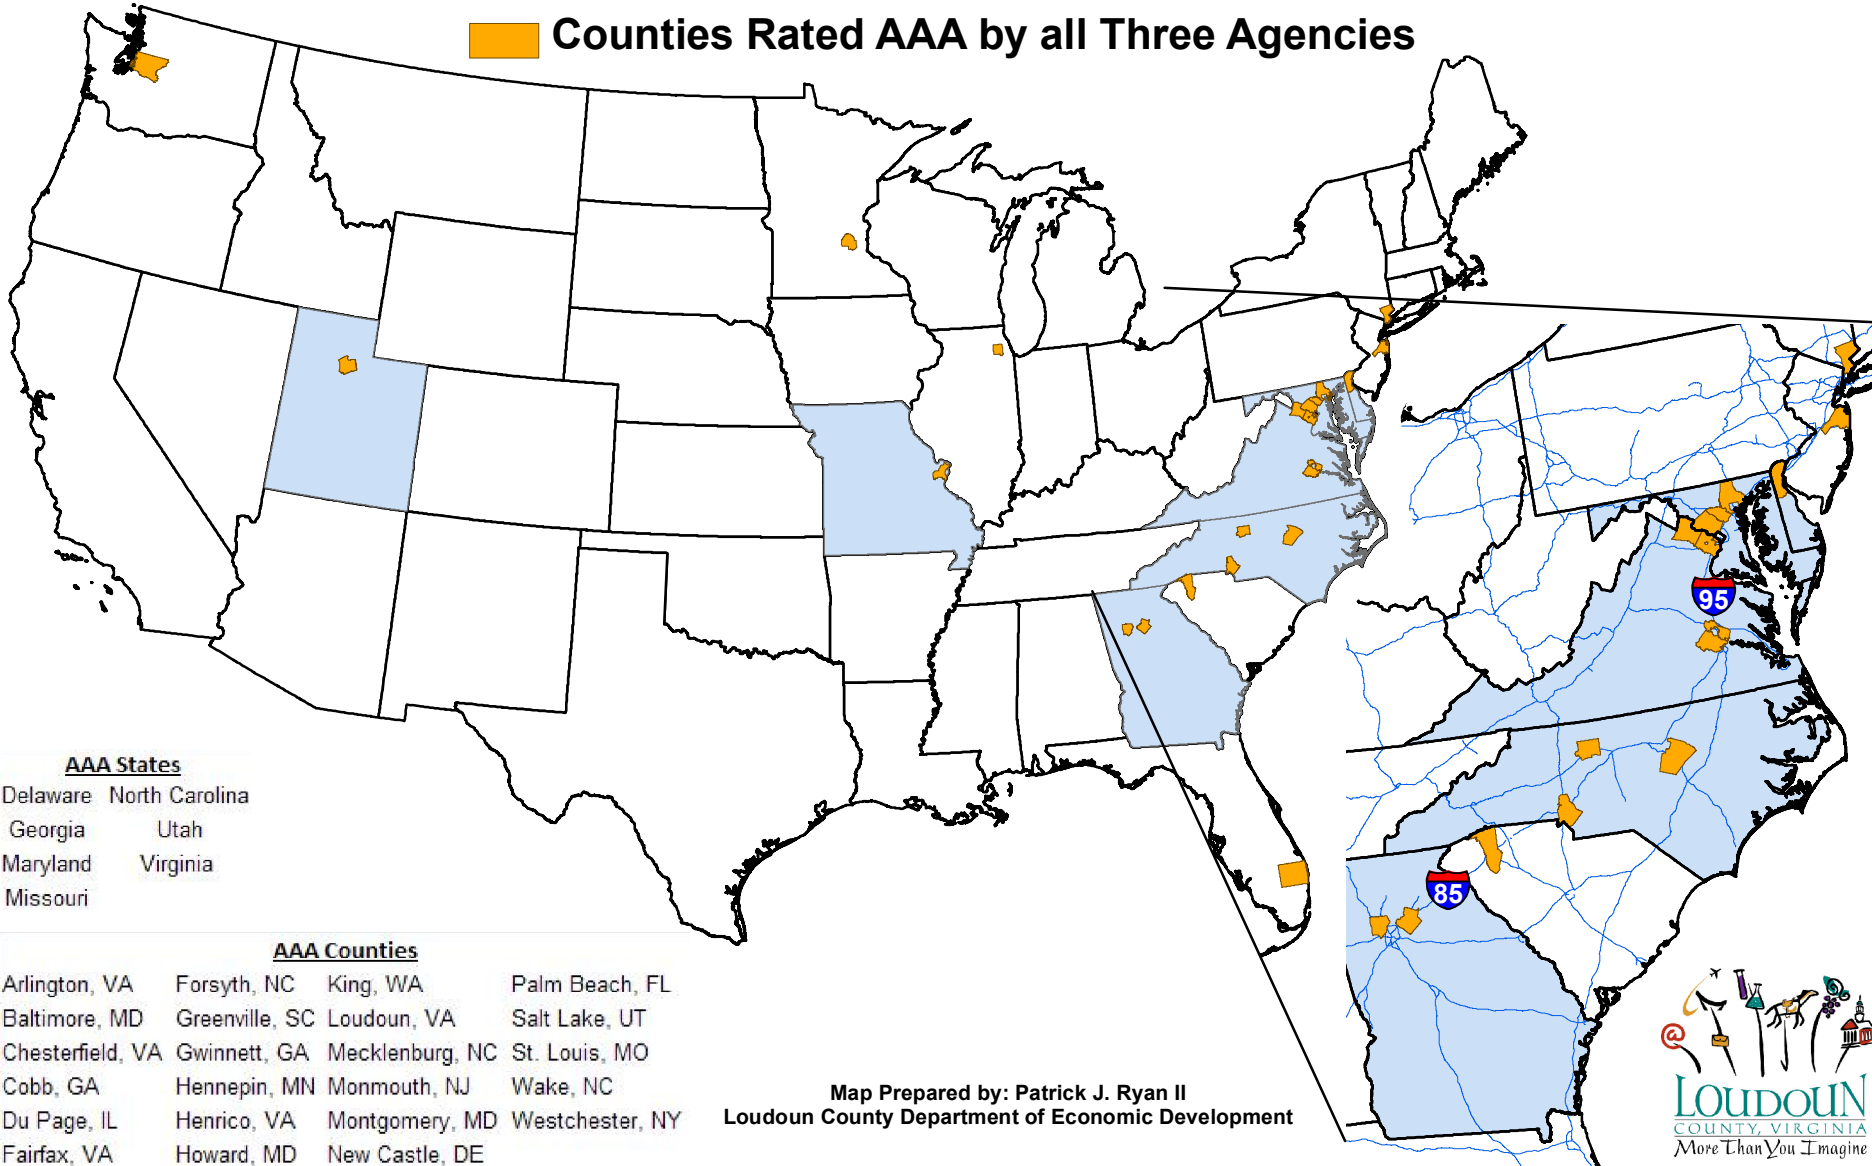 Counties Rated AAA by all Three Agencies
95
85
AAA States
Delaware North Carolina
Georgia Utah
Maryland Virginia
Missouri
AAA Counties
Arlington, VA Forsyth, NC King, WA Palm Beach, FL
Baltimore, MD Greenville, SC Loudoun, VA Salt Lake, UT
Chesterfield, VA Gwinnett, GA Mecklenburg, NC St. Louis, MO
Cobb, GA Hennepin, MN Monmouth, NJ Wake, NC
Du Page, IL Henrico, VA Montgomery, MD Westchester, NY
Fairfax, VA Howard, MD New Castle, DE
Map Prepared by: Patrick J. Ryan II
Loudoun County Department of Economic Development
@
LOUDOUN
COUNTY, VIRGINIA
More Than You Imagine